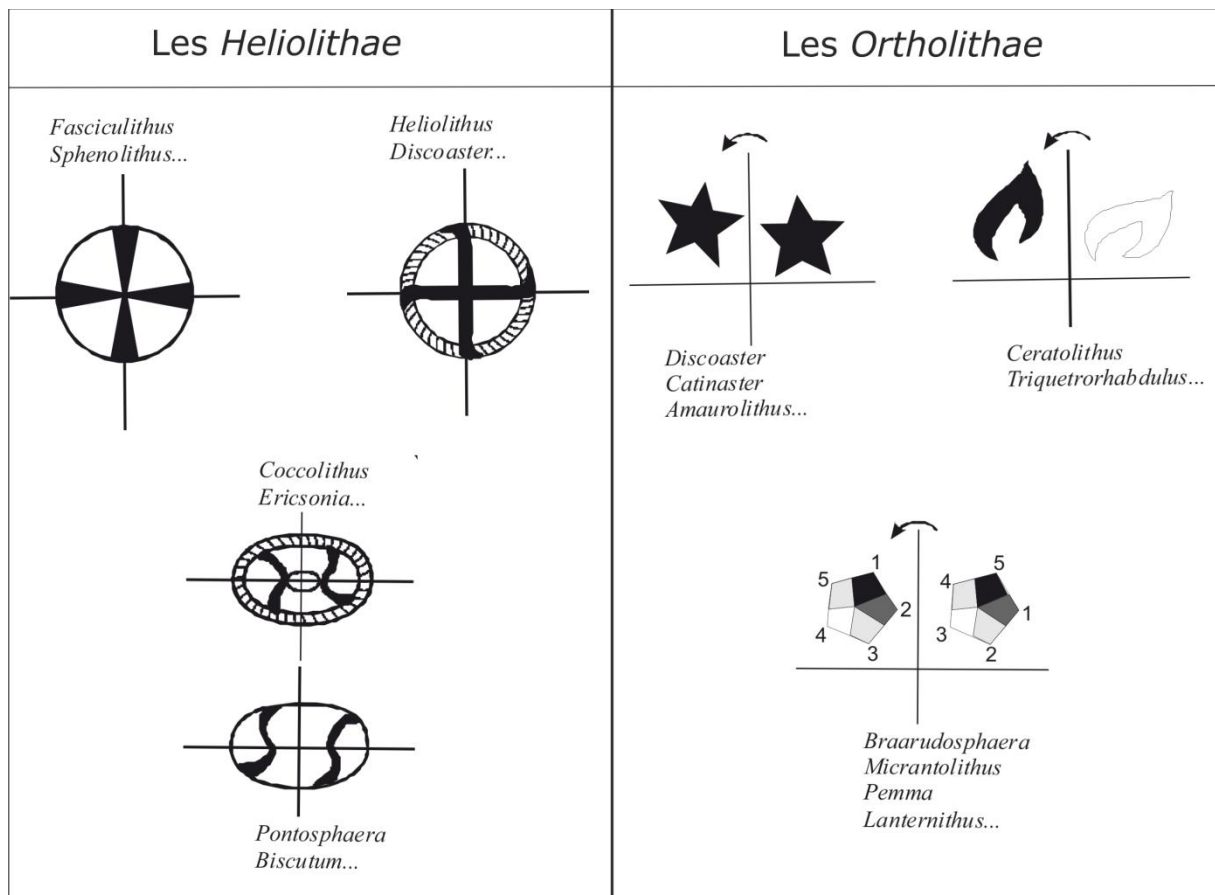 Les Heliolithae
Fasciculithus
Sphenolithus...
Heliolithus
Discoaster...
Coccolithus
Ericsonia...
Pontosphaera
Biscutum...
Les Ortholithae
Discoaster
Catinaster
Amaurolithus...
Ceratolithus
Triquetrorhabdulus...
1
5
2
4
3
5
4
1
3
2
Braarudosphaera
Micrantolithus
Pemma
Lanternithus...